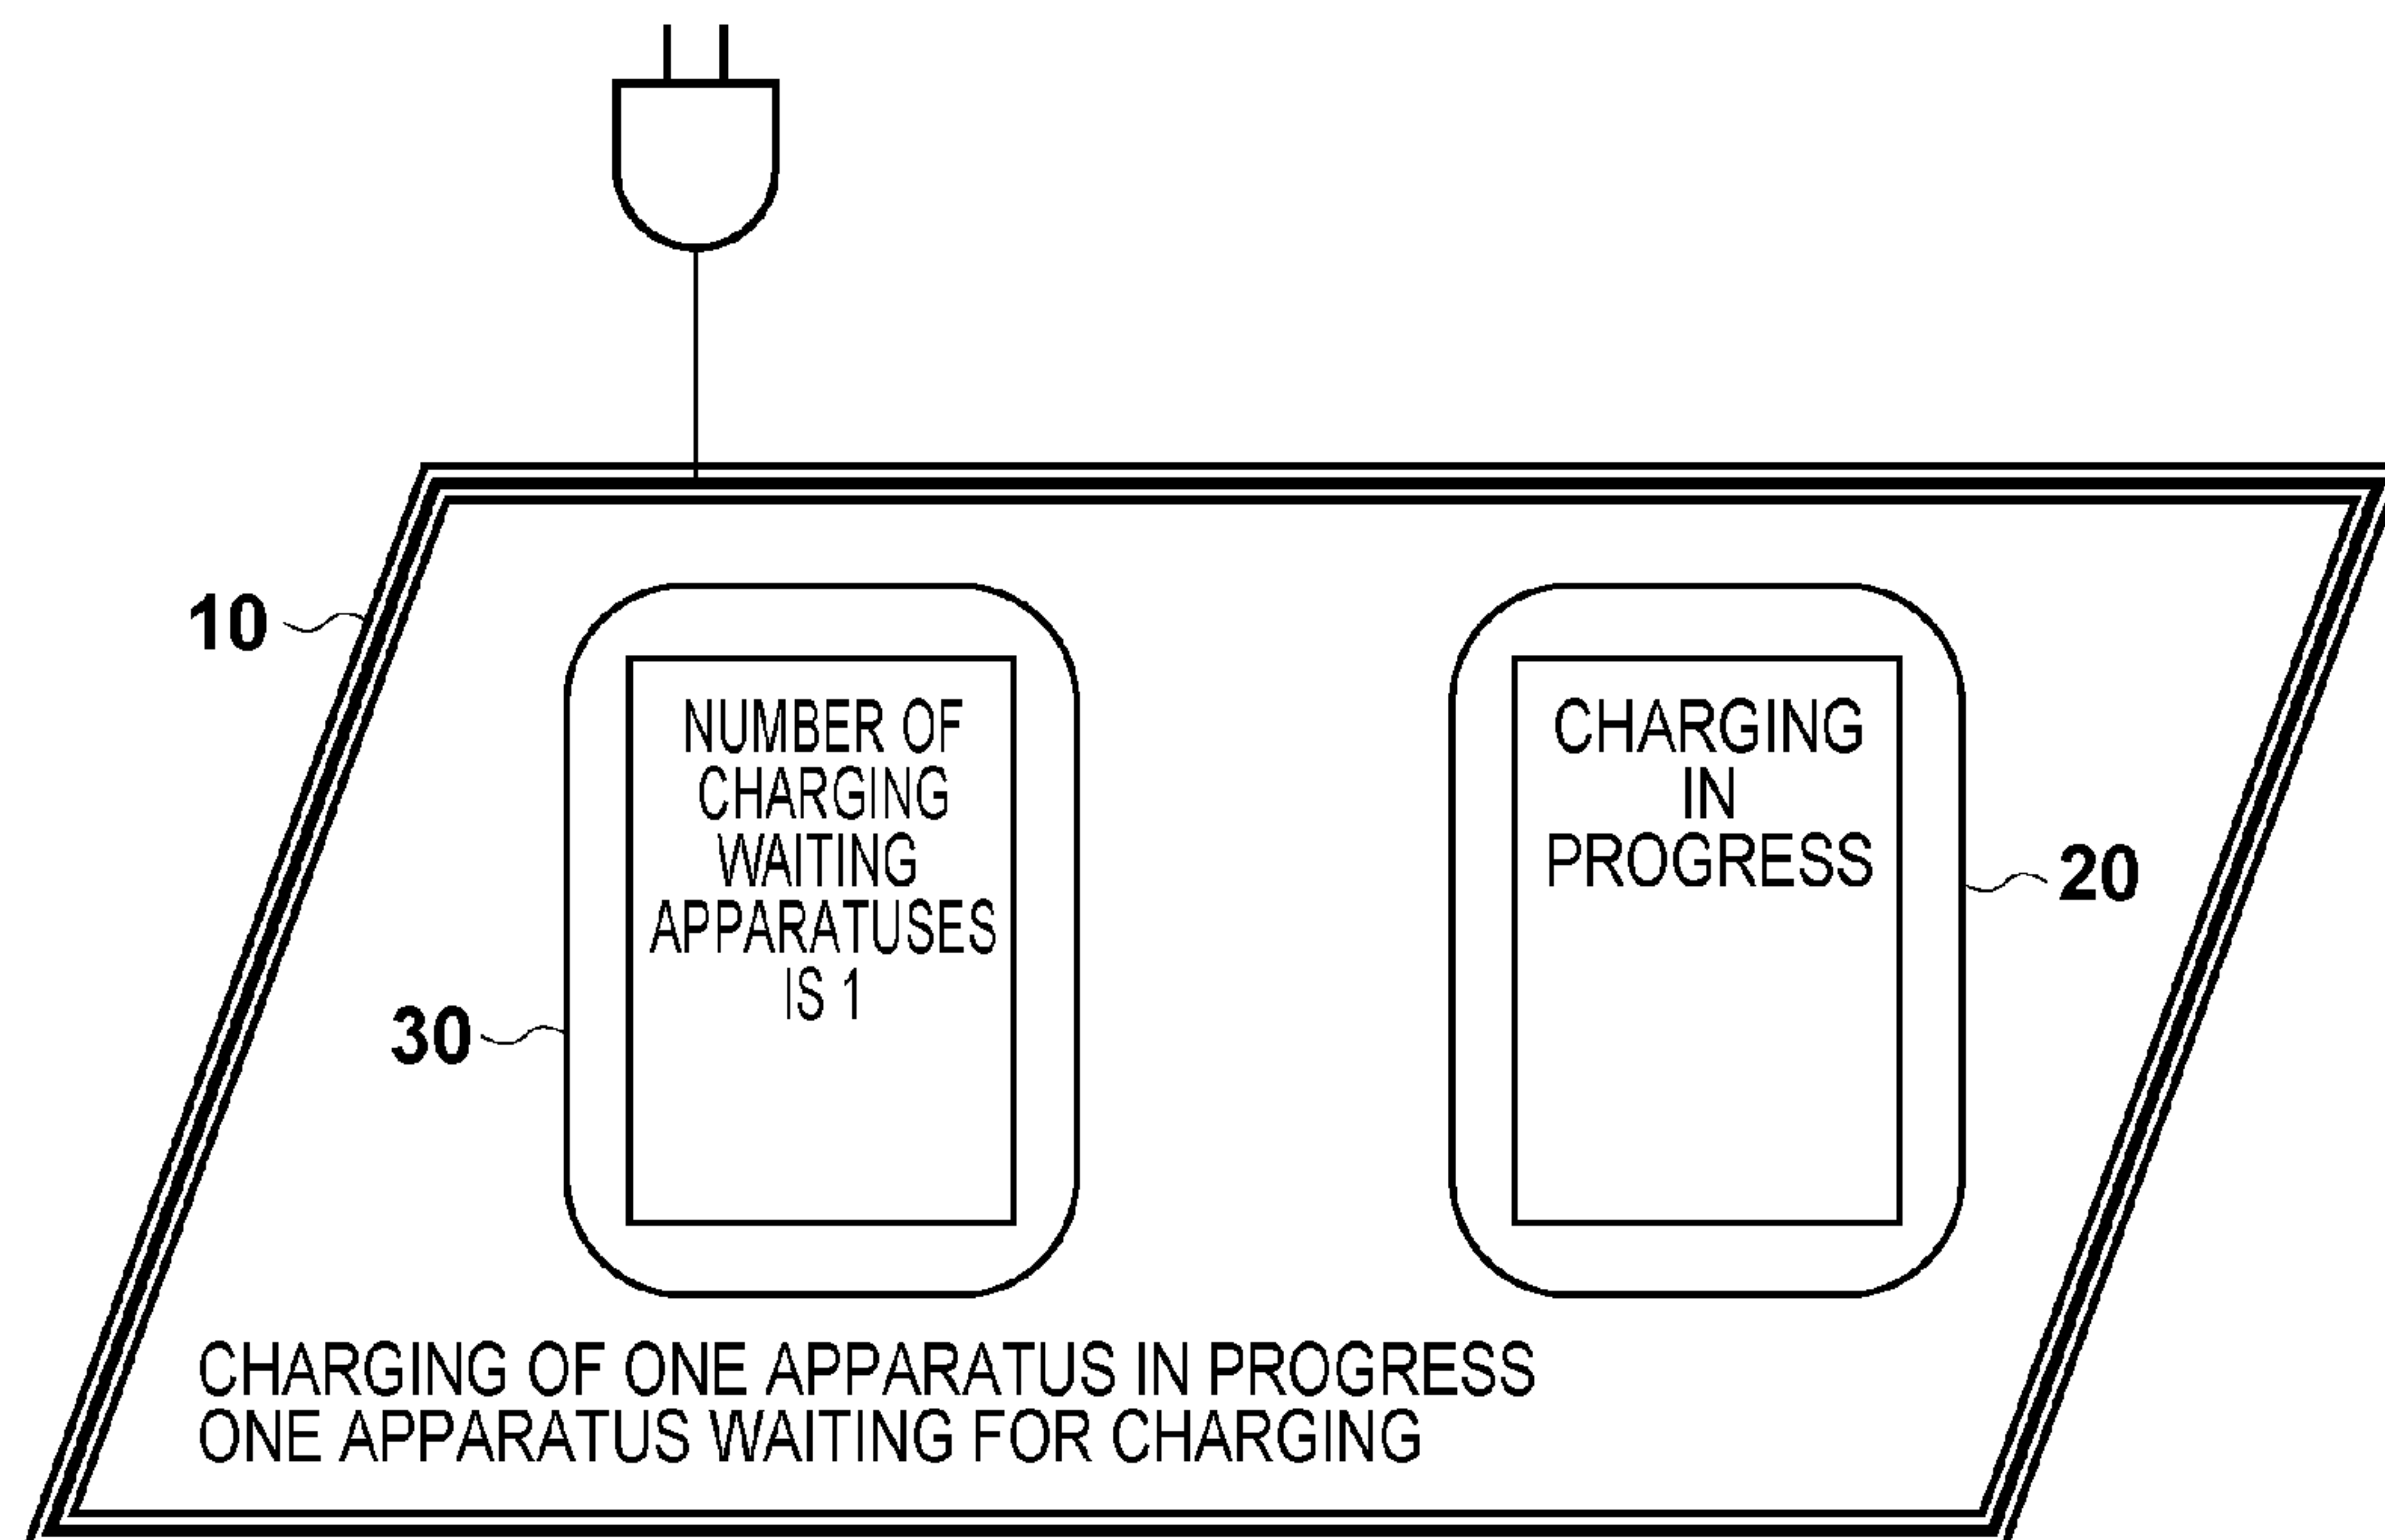 10
NUMBER OF
CHARGING
WAITING
APPARATUSES
IS 1
30
CHARGING
IN
PROGRESS
20
CHARGING OF ONE APPARATUS IN PROGRESS
ONE APPARATUS WAITING FOR CHARGING